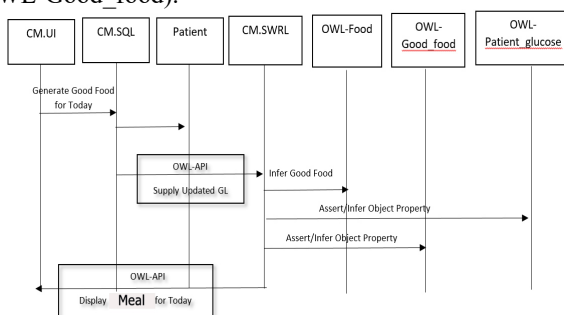 WL-Good_food).
CM.UI
CM.SQL
Patient
CM.SWRL
OWL-Food
OWL-
Good_food
OWL-
Patient_glucose
Generate Good Food
for Today
OWL-API
Supply Updated GL
Infer Good Food
Assert/Infer Object Property
Assert/Infer Object Property
OWL-API
Display Meal for Today